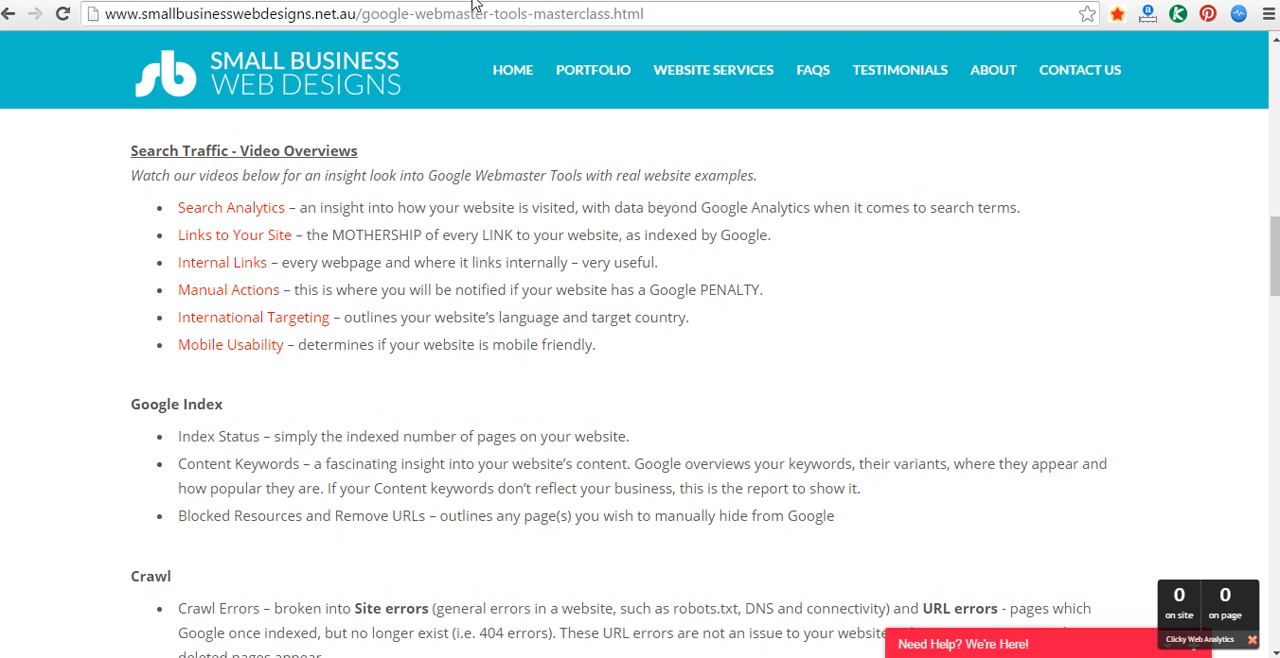 www.smallbusinesswebdesigns.net.au/google-webmaster-tools-masterclass.html
sb SMALL BUSINESS
WEB DESIGNS
HOME PORTFOLIO WEBSITE SERVICES FAQS TESTIMONIALS ABOUT CONTACT US
Search Traffic - Video Overviews
Watch our videos below for an insight look into Google Webmaster Tools with real website examples.
• Search Analytics – an insight into how your website is visited, with data beyond Google Analytics when it comes to search terms.
• Links to Your Site – the MOTHERSHIP of every LINK to your website, as indexed by Google.
• Internal Links – every webpage and where it links internally – very useful.
• Manual Actions – this is where you will be notified if your website has a Google PENALTY.
• International Targeting – outlines your website’s language and target country.
• Mobile Usability – determines if your website is mobile friendly.
Google Index
• Index Status – simply the indexed number of pages on your website.
• Content Keywords – a fascinating insight into your website’s content. Google overviews your keywords, their variants, where they appear and
how popular they are. If your Content keywords don’t reflect your business, this is the report to show it.
• Blocked Resources and Remove URLs – outlines any page(s) you wish to manually hide from Google
Crawl
• Crawl Errors – broken into Site errors (general errors in a website, such as robots.txt, DNS and connectivity) and URL errors - pages which
Google once indexed, but no longer exist (i.e. 404 errors). These URL errors are not an issue to your website
deleted pages appear
0 0
on site on page
Clicky Web Analytics
Need Help? We're Here!